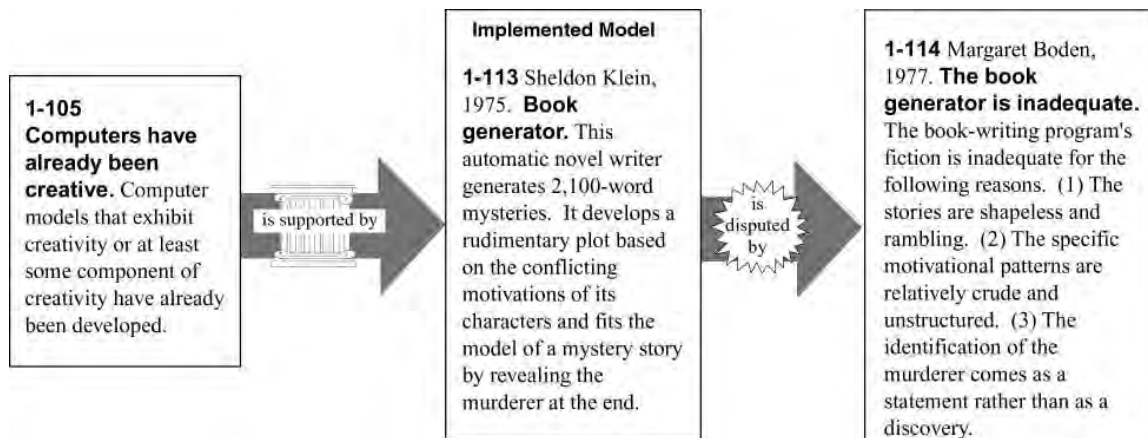 1-105
Computers have
already been
creative. Computer
models that exhibit
creativity or at least
some component of
creativity have already
been developed.
is supported by
Implemented Model
1-113 Sheldon Klein,
1975. Book
generator. This
automatic novel writer
generates 2,100-word
mysteries. It develops a
rudimentary plot based
on the conflicting
motivations of its
characters and fits the
model of a mystery story
by revealing the
murderer at the end.
is
disputed
by
1-114 Margaret Boden,
1977. The book
generator is inadequate.
The book-writing program's
fiction is inadequate for the
following reasons. (1) The
stories are shapeless and
rambling. (2) The specific
motivational patterns are
relatively crude and
unstructured. (3) The
identification of the
murderer comes as a
statement rather than as a
discovery.